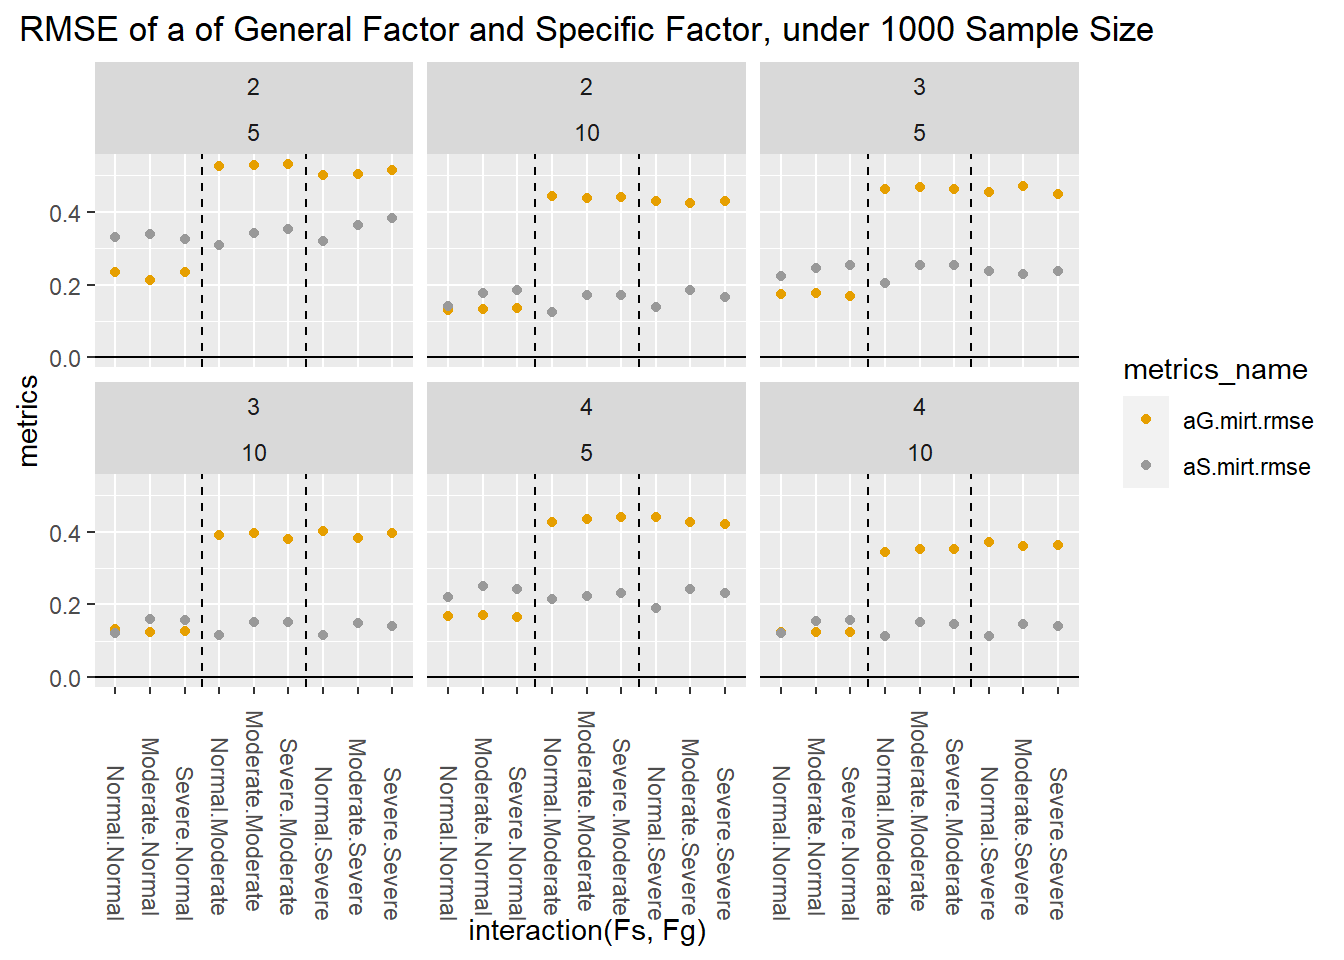 RMSE of a of General Factor and Specific Factor, under 1000 Sample Size
2
5
2
10
3
5
0.4
0.2
0.0
3
10
4
5
4
10
0.4
0.2
0.0
metrics
Normal.Normal
Moderate.Normal
Severe.Normal
Normal.Moderate
Moderate.Moderate
Severe.Moderate
Normal.Severe
Moderate.Severe
Severe.Severe
Normal.Normal
Moderate.Normal
Severe.Normal
Normal.Moderate
Moderate.Moderate
Severe.Moderate
Normal.Severe
Moderate.Severe
Severe.Severe
Normal.Normal
Moderate.Normal
Severe.Normal
Normal.Moderate
Moderate.Moderate
Severe.Moderate
Normal.Severe
Moderate.Severe
Severe.Severe
interaction(Fs, Fg)
metrics_name
aG.mirt.rmse
aS.mirt.rmse